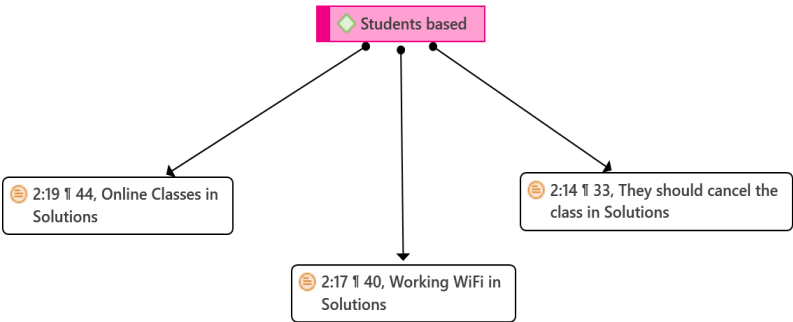 Students based
2:19 ¶ 44, Online Classes in
Solutions
2:14 ¶ 33, They should cancel the
class in Solutions
2:17 ¶ 40, Working WiFi in
Solutions